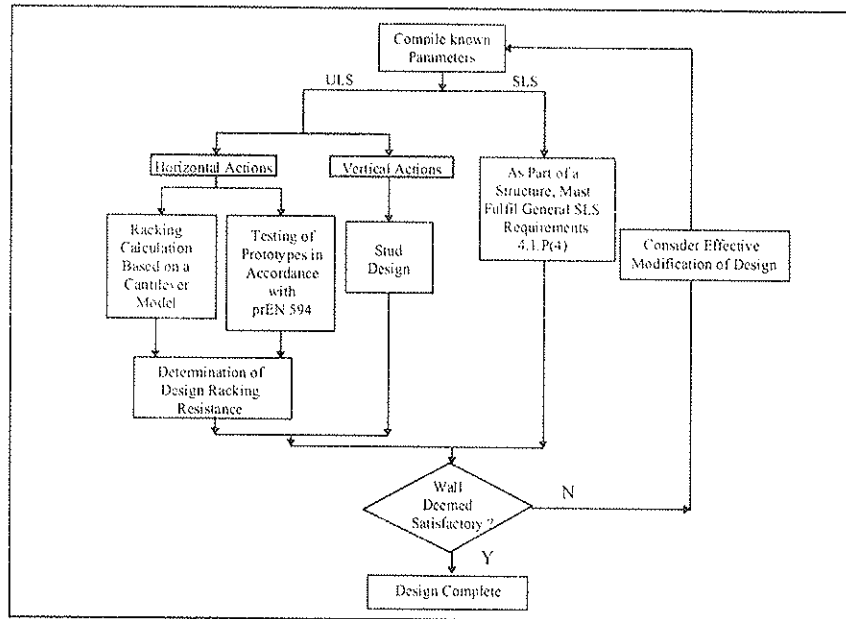 Compile known
Parameters
ULS
SLS
Horizontal Actions
Vertical Actions
As Part of a
Structure, Must
Fulfil General SLS
Requirements
4.1.P(4)
Consider Effective
Modification of Design
Racking
Calculation
Based on a
Cantilever
Model
Testing of
Prototypes in
Accordance
with
prEN 594
Stud
Design
Determination of
Design Racking
Resistance
Wall
Deemed
Satisfactory ?
N
Y
Design Complete